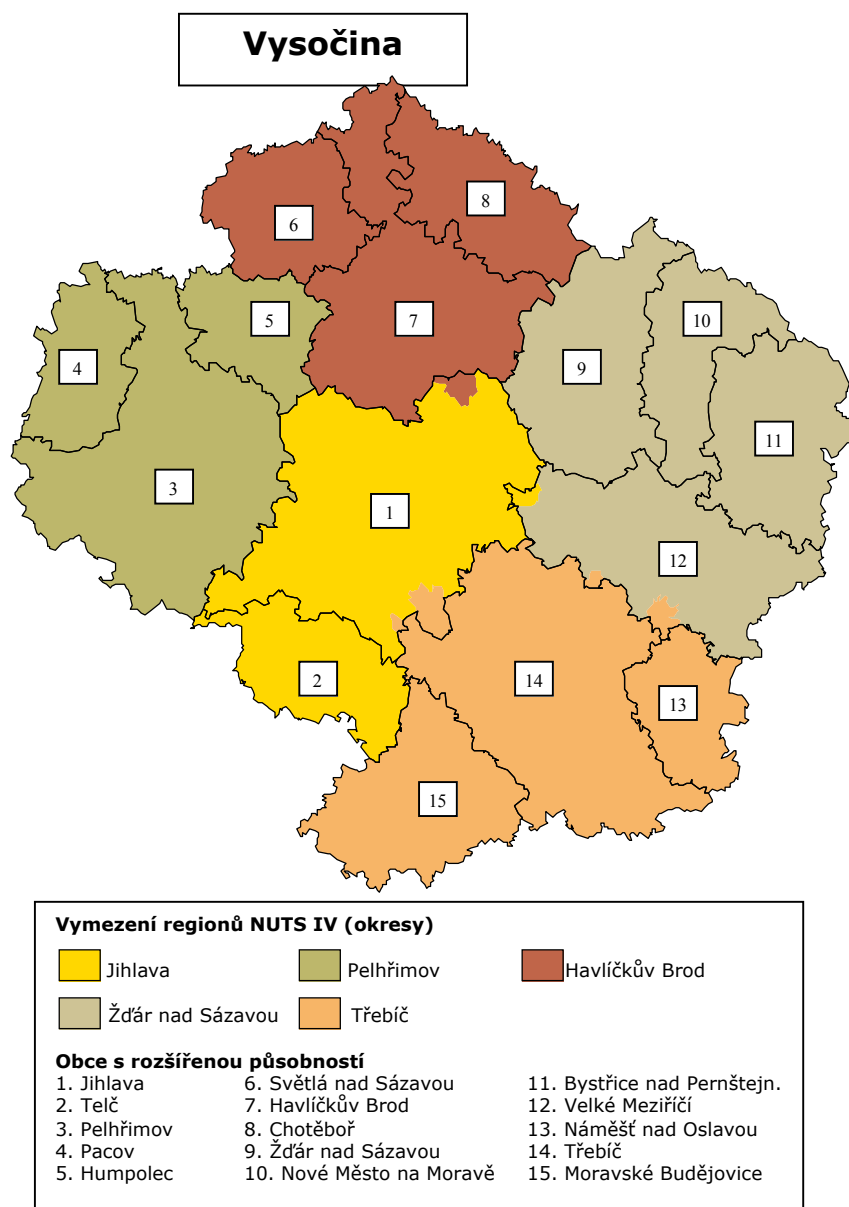 Vysočina
6
8
7
5
10
4
9
11
3
1
12
2
14
13
15
Vymezení regionů NUTS IV (okresy)
Jihlava Pelhřimov Havlíčkův Brod
Žďár nad Sázavou Třebíč
Obce s rozšířenou působností
1. Jihlava 6. Světlá nad Sázavou 11. Bystřice nad Pernštejn.
2. Telč 7. Havlíčkův Brod 12. Velké Meziříčí
3. Pelhřimov 8. Chotěboř 13. Náměšť nad Oslavou
4. Pacov 9. Žďár nad Sázavou 14. Třebíč
5. Humpolec 10. Nové Město na Moravě 15. Moravské Budějovice